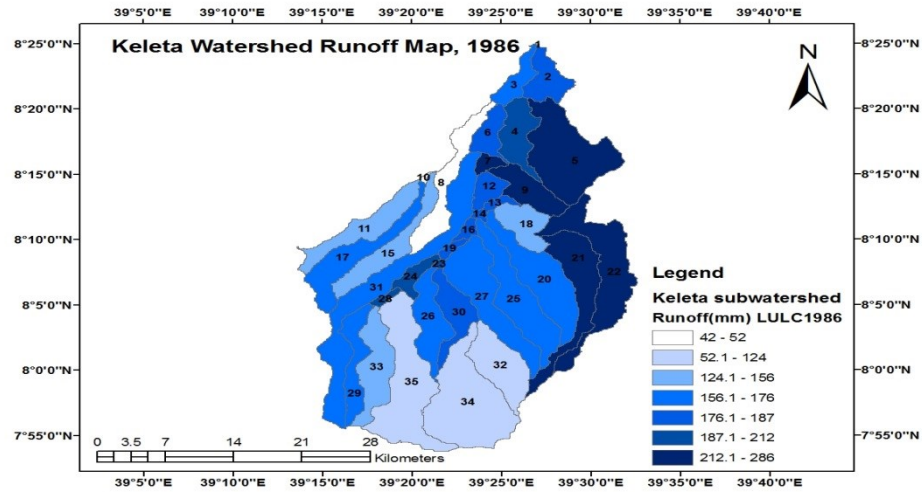 39°5'0"E 39°10'0"E 39°15'0"E 39°20'0"E 39°25'0"E 39°30'0"E 39°35'0"E 39°40'0"E
Keleta Watershed Runoff Map, 1986
N
8°25'0"N 8°25'0"N
8°20'0"N 8°20'0"N
8°15'0"N 8°15'0"N
8°10'0"N 8°10'0"N
8°5'0"N 8°5'0"N
8°0'0"N 8°0'0"N
7°55'0"N 7°55'0"N
1
2
3
6
4
5
7
10
8
12
9
13
14
18
11
16
15
17
19
23
21
22
24
20
31
28
27
25
26
30
33
32
29
35
34
Legend
Keleta subwatershed
Runoff(mm) LULC1986
42 - 52
52.1 - 124
124.1 - 156
156.1 - 176
176.1 - 187
187.1 - 212
212.1 - 286
0 3.5 7 14 21 28
Kilometers
39°5'0"E 39°10'0"E 39°15'0"E 39°20'0"E 39°25'0"E 39°30'0"E 39°35'0"E 39°40'0"E